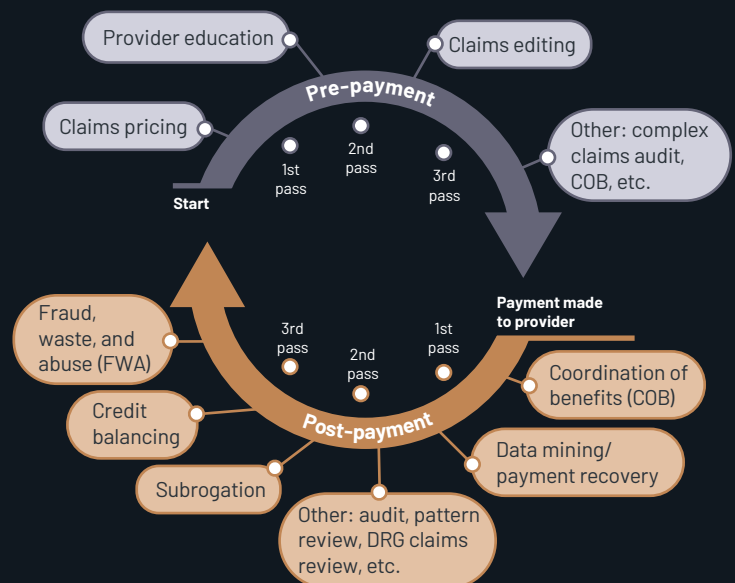 Provider education
Claims editing
Pre-payment
Claims pricing
Other: complex
claims audit,
COB, etc.
1st
pass
2nd
pass
3rd
pass
Start
Payment made
to provider
Fraud,
waste, and
abuse (FWA)
3rd
pass
2nd
pass
1st
pass
Coordination of
benefits (COB)
Credit
balancing
Post-payment
Data mining/
payment recovery
Subrogation
Other: audit, pattern
review, DRG claims
review, etc.